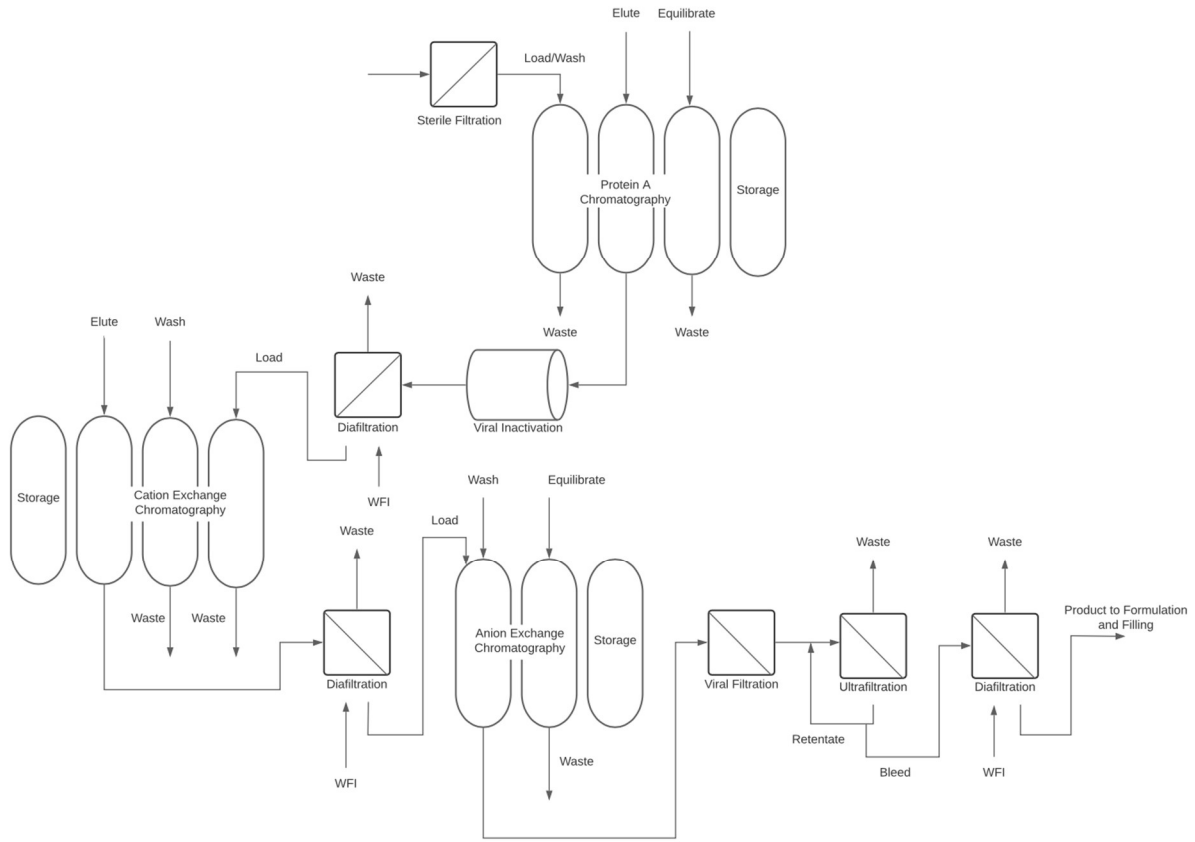 Elute
Equilibrate
Load/Wash
Sterile Filtration
Protein A
Chromatography
Storage
Waste
Waste
Waste
Elute
Wash
Load
Diafiltration
Viral Inactivation
WFI
Storage
Cation Exchange
Chromatography
Waste
Waste
Wash
Equilibrate
Load
Waste
Diafiltration
WFI
Anion Exchange
Chromatography
Storage
Waste
Viral Filtration
Waste
Ultrafiltration
Retentate
Bleed
Waste
Diafiltration
WFI
Product to Formulation
and Filling